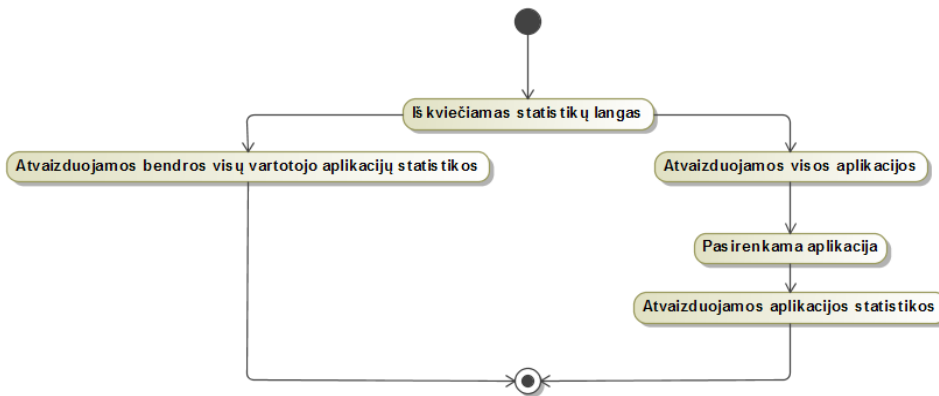 Iškviečiamas statistikų langas
Atvaizduojamos bendros visų vartotojo aplikacijų statistikos
Atvaizduojamos visos aplikacijos
Pasirenkama aplikacija
Atvaizduojamos aplikacijos statistikos